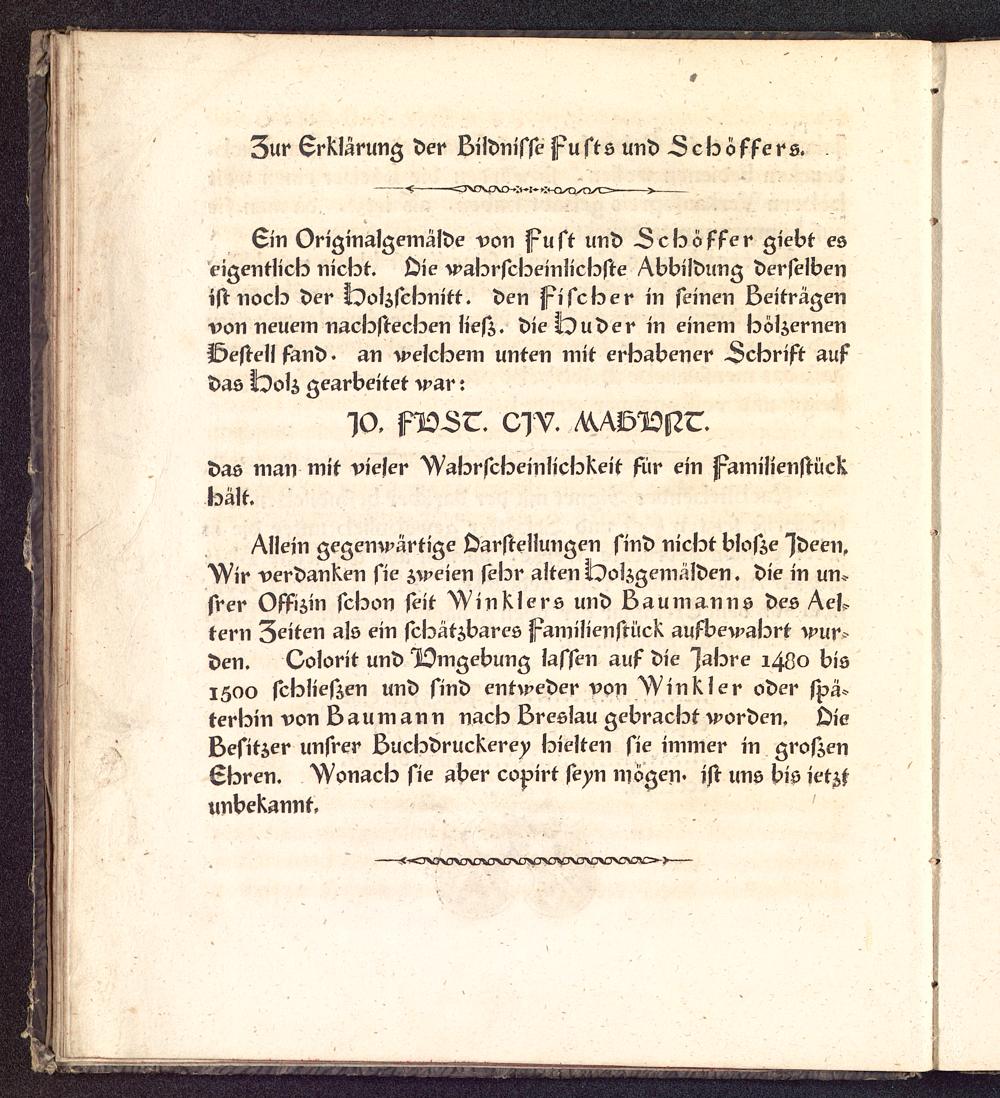 Zur Erklärung der Bildnisse Fusts und Schöffers.
Ein Originalgemälde von Fust und Schöffer giebt es
eigentlich nicht. Die wahrscheinlichste Abbildung derselben
ist noch der Holzschnitt. den Fischer in seinen Beiträgen
von neuem nachstechen ließ. die Huder in einem hölzernen
Gestell fand. an welchem unten mit erhabener Schrift auf
das Holz gearbeitet war:
JO. FUST. CIV. MAGUNT.
das man mit vieler Wahrscheinlichkeit für ein Familienstück
hält.
Allein gegenwärtige Darstellungen sind nicht bloße Ideen.
Wir verdanken sie zweien sehr alten Holzgemälden. die in un-
srer Offizin schon seit Winklers und Baumanns des Ael-
tern Zeiten als ein schätzbares Familienstück aufbewahrt wur-
den. Colorit und Umgebung lassen auf die Jahre 1480 bis
1500 schließen und sind entweder von Winkler oder spä-
terhin von Baumann nach Breslau gebracht worden. Die
Besitzer unsrer Buchdruckerey hielten sie immer in großen
Ehren. Wonach sie aber copirt seyn mögen. ist uns bis ietzt
unbekannt.